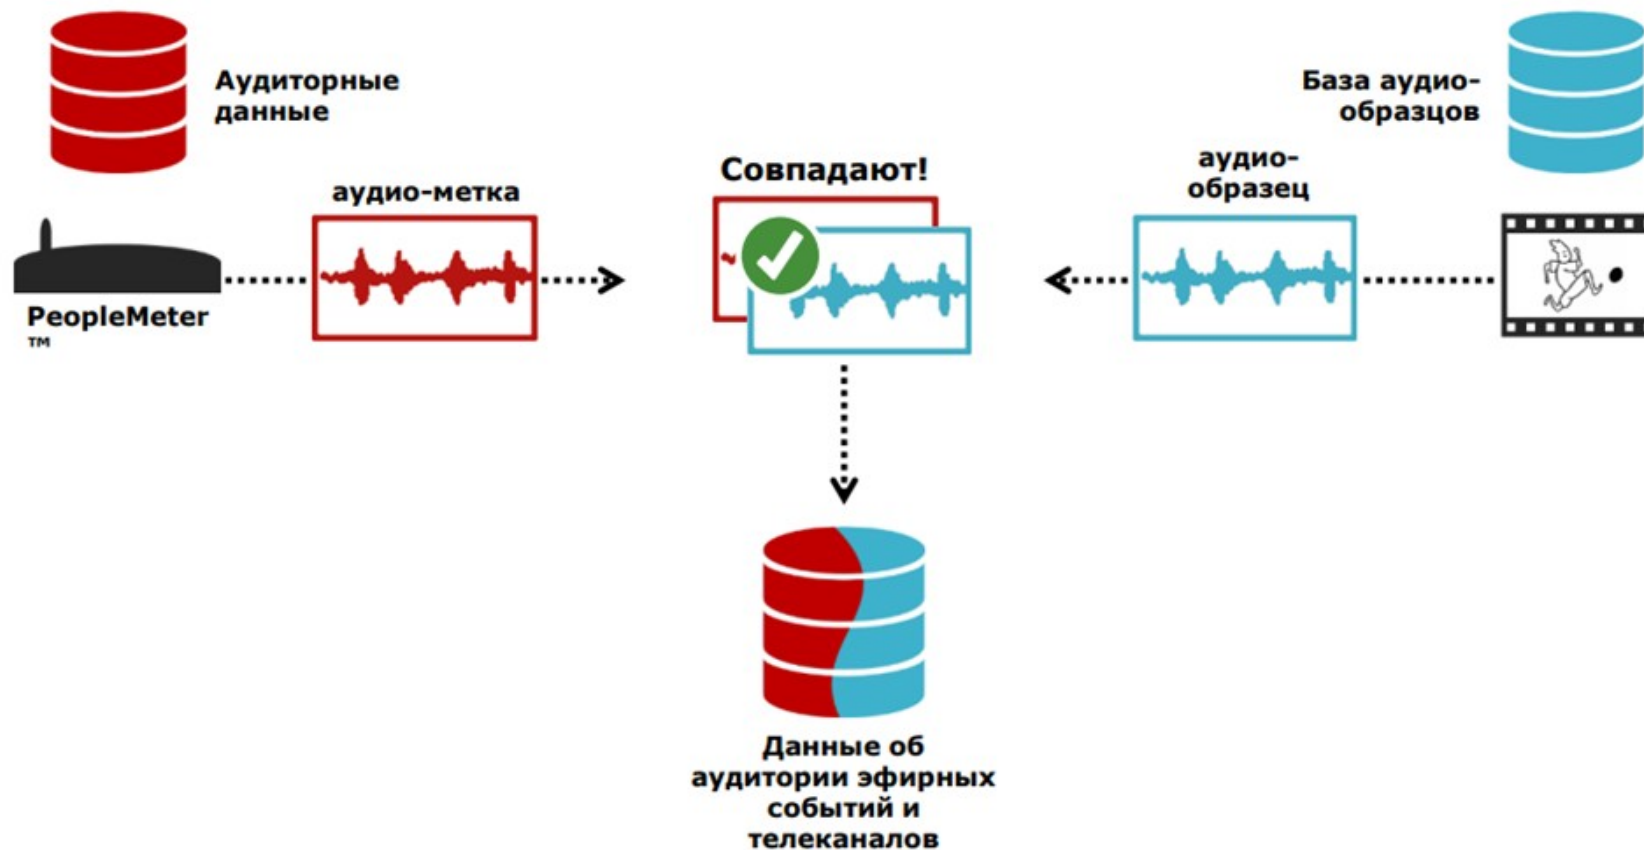 Аудиторные
данные
База аудио-
образцов
Совпадают!
аудио-метка
аудио-
образец
PeopleMeter
™
Данные об
аудитории эфирных
событий и
телеканалов